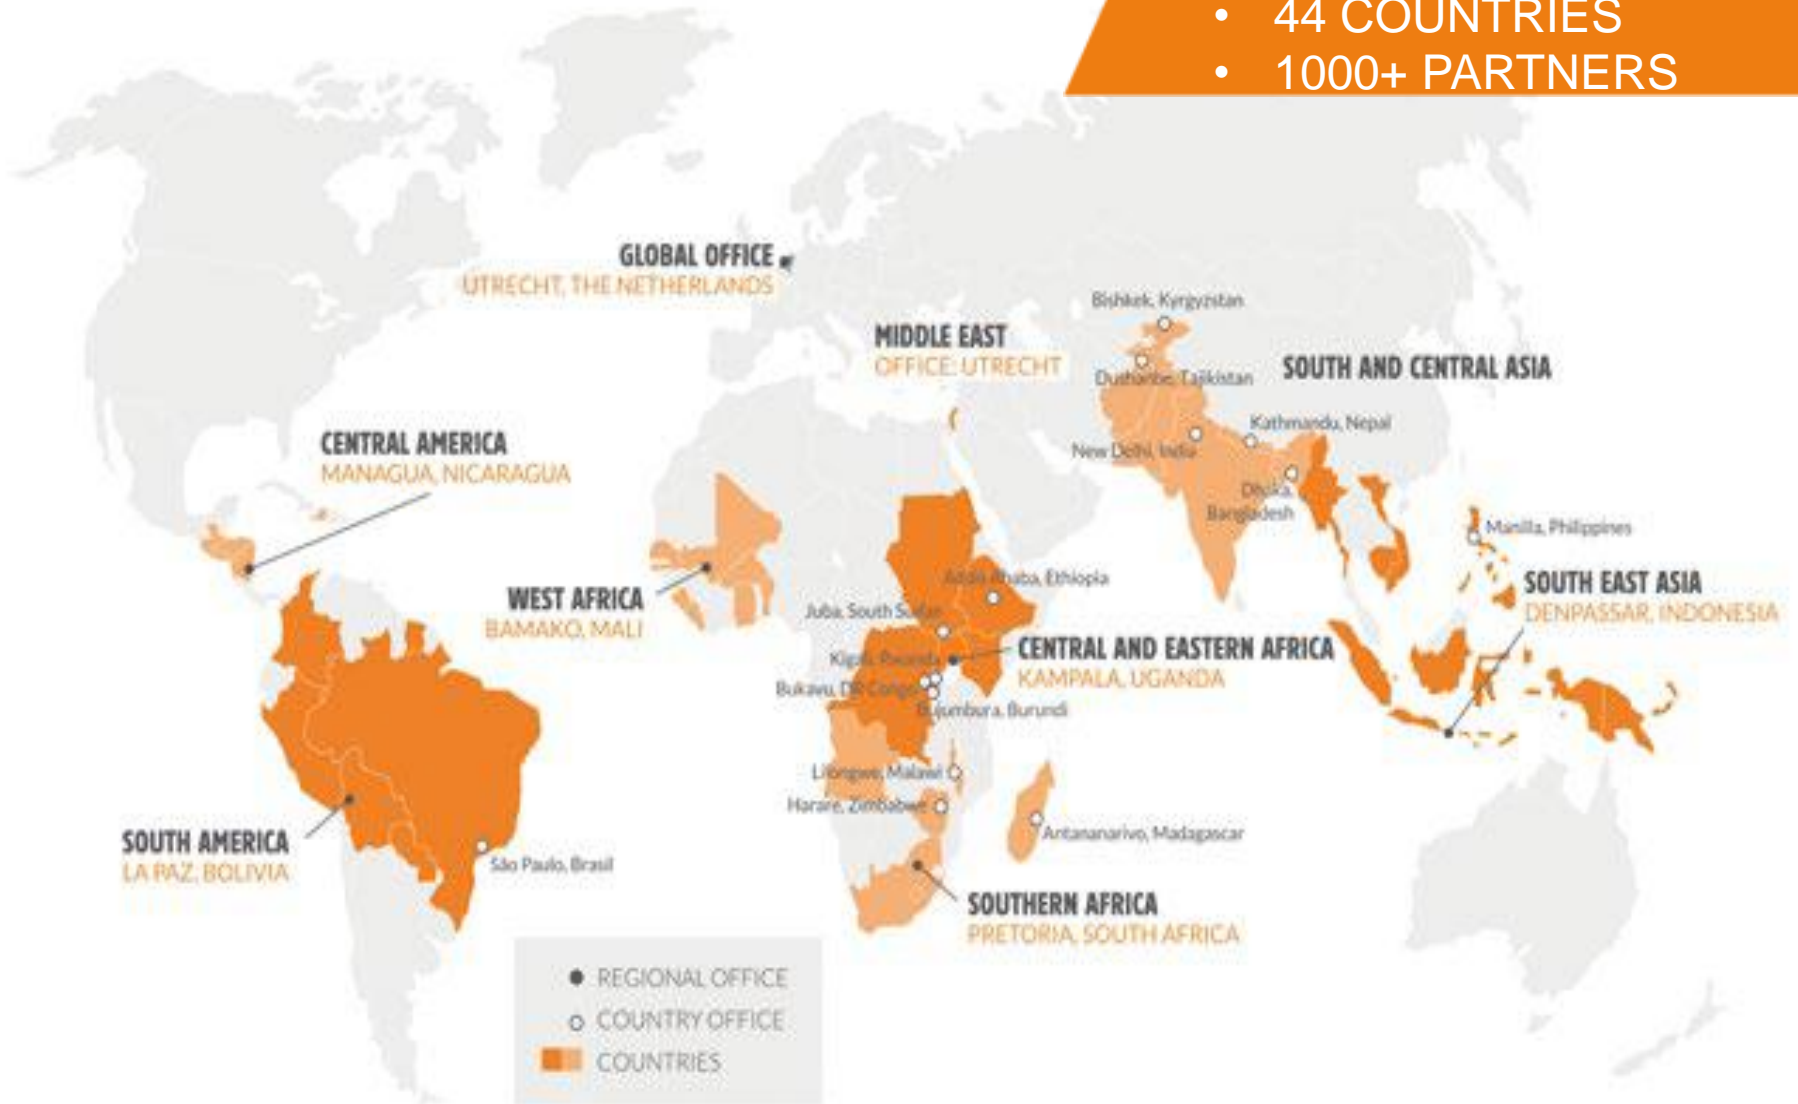 • 44 COUNTRIES
• 1000+ PARTNERS
GLOBAL OFFICE
UTRECHT, THE NETHERLANDS
Bishkek, Kyrgyzstan
MIDDLE EAST
OFFICE: UTRECHT
Dushanbe, Tajikistan
SOUTH AND CENTRAL ASIA
CENTRAL AMERICA
MANAGUA, NICARAGUA
Kathmandu, Nepal
New Delhi, India
Dhaka,
Bangladesh
Manilla, Philippines
WEST AFRICA
BAMAKO, MALI
Addis Ababa, Ethiopia
Juba, South Sudan
SOUTH EAST ASIA
DENPASSAR, INDONESIA
Kigali, Rwanda
CENTRAL AND EASTERN AFRICA
KAMPALA, UGANDA
Bukavu, DR Congo
Bujumbura, Burundi
Lilongwe, Malawi
Harare, Zimbabwe
Antananarivo, Madagascar
SOUTH AMERICA
LA PAZ, BOLIVIA
São Paulo, Brasil
SOUTHERN AFRICA
PRETORIA, SOUTH AFRICA
REGIONAL OFFICE
COUNTRY OFFICE
COUNTRIES